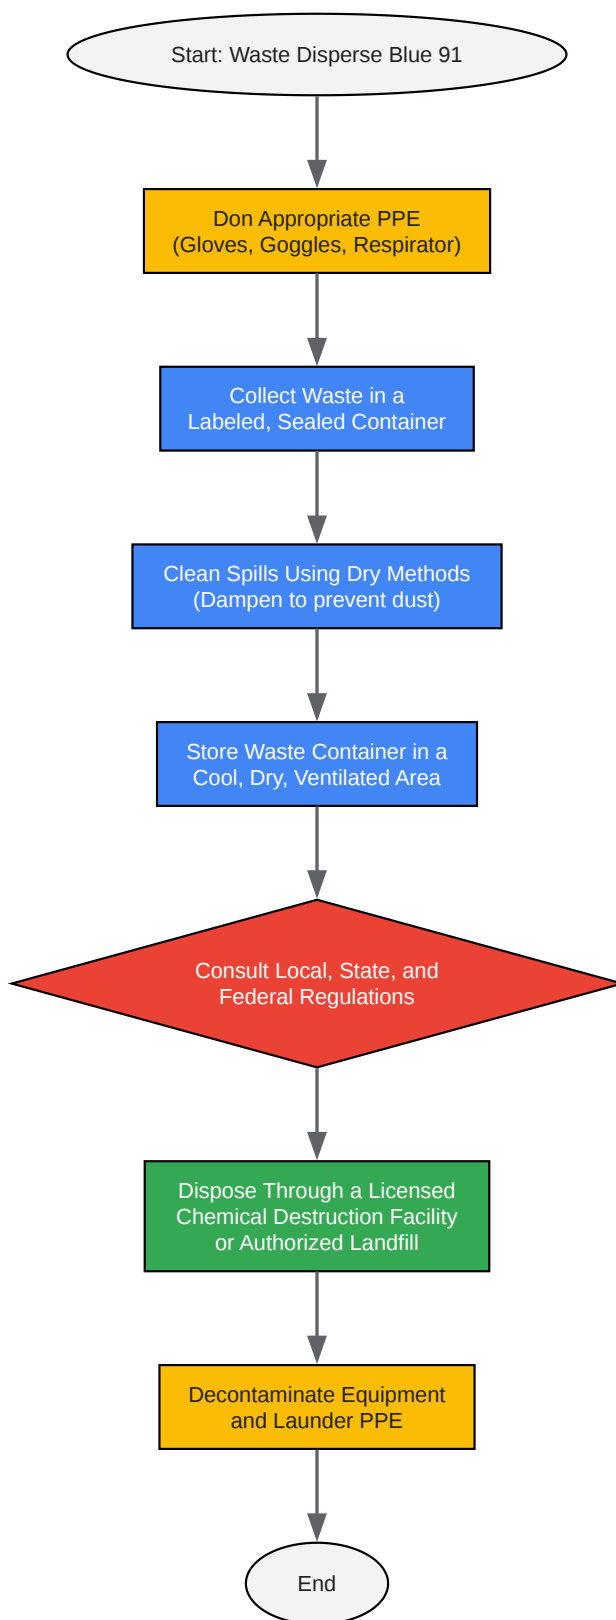 Start: Waste Disperse Blue 91
Don Appropriate PPE
(Gloves, Goggles, Respirator)
Collect Waste in a
Labeled, Sealed Container
Clean Spills Using Dry Methods
(Dampen to prevent dust)
Store Waste Container in a
Cool, Dry, Ventilated Area
Consult Local, State, and
Federal Regulations
Dispose Through a Licensed
Chemical Destruction Facility
or Authorized Landfill
Decontaminate Equipment
and Launder PPE
End